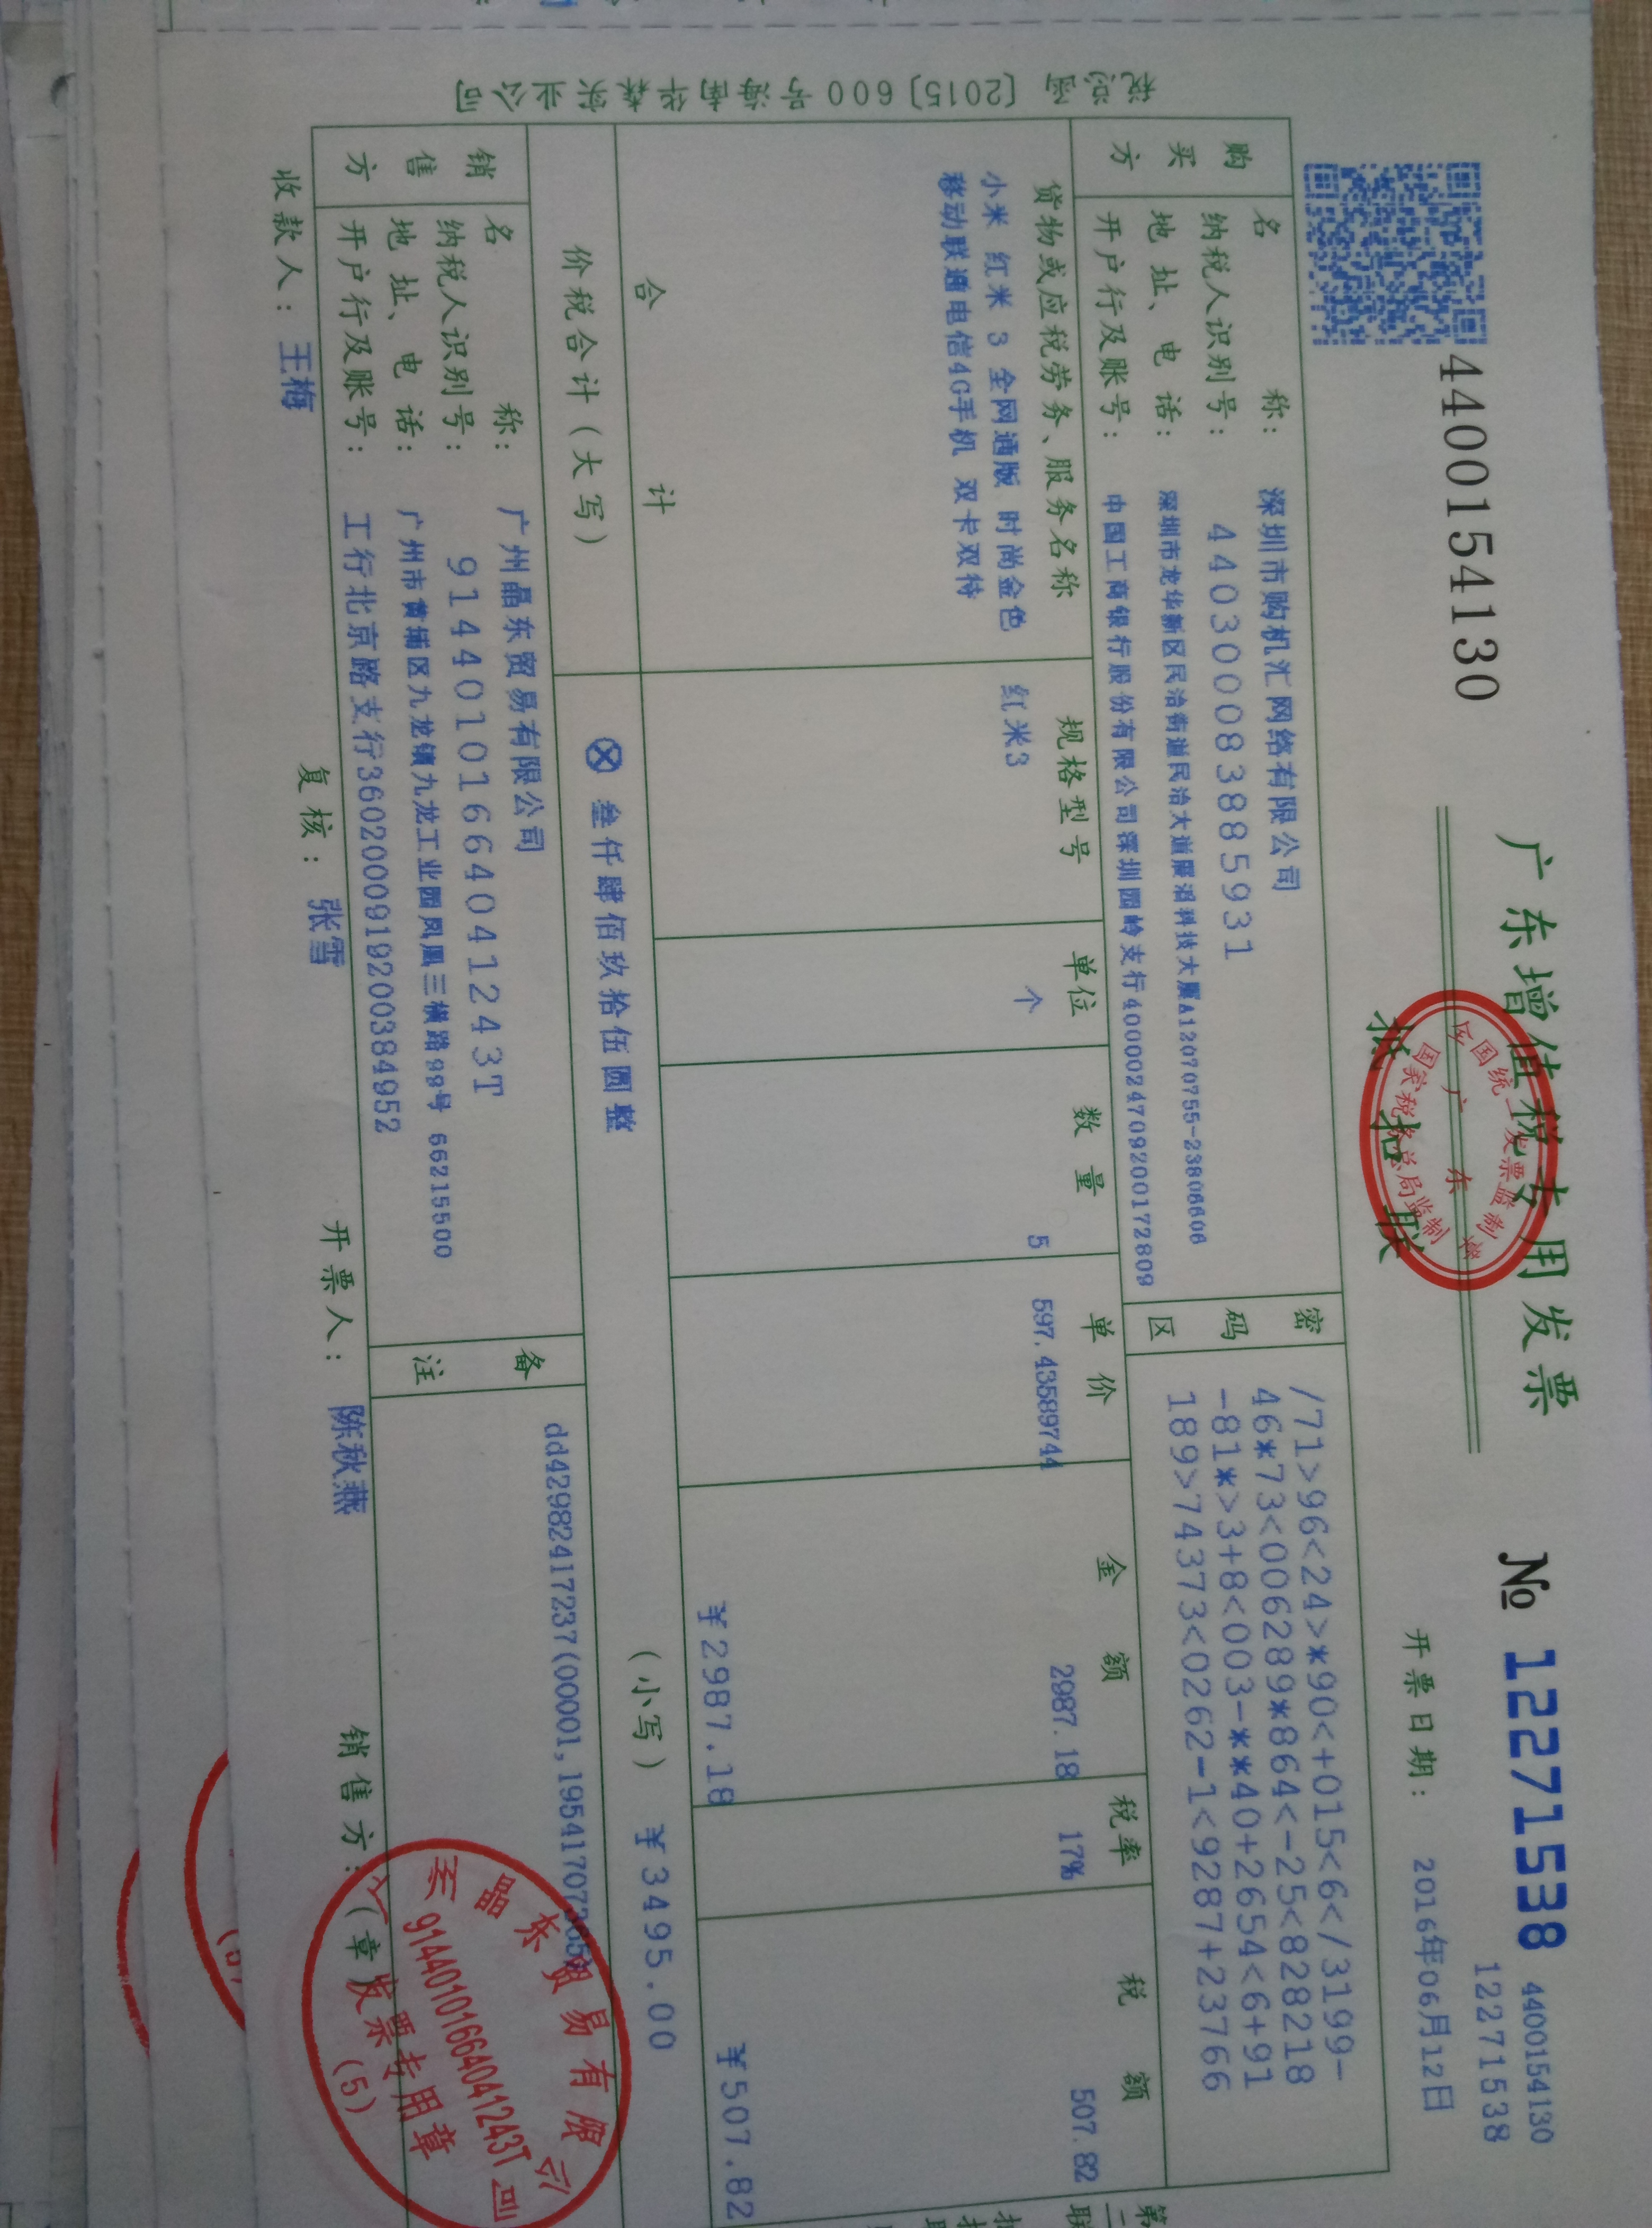 4400154130
广东增值税专用发票
№ 12271538
4400154130
12271538
抵扣联
全国统一发票监制章
广东
国家税务总局监制
开票日期： 2016年06月12日
购买方
名称： 深圳市购机汇网络有限公司
纳税人识别号： 440300838885931
地址、电话： 深圳市龙华新区民治街道民治大道展滔科技大厦A12070755-23806606
开户行及账号： 中国工商银行股份有限公司深圳园岭支行4000024709200172809
密码区
/71>96<24>*90<+015<6</3199-
46*73<006289*864<-25<828218
-81*>3+8<003-**40+2654<6+91
189>74373<0262-1<9287+23766
货物或应税劳务、服务名称 规格型号 单位 数量 单价 金额 税率 税额
小米 红米 3 全网通版 时尚金色 红米3 个 5 597.43589744 2987.18 17% 507.82
移动联通电信4G手机 双卡双待
合计 ¥2987.18 ¥507.82
价税合计（大写） ⊗ 叁仟肆佰玖拾伍圆整 （小写） ¥3495.00
销售方
名称： 广州晶东贸易有限公司
纳税人识别号： 91440101664041243T
地址、电话： 广州市黄埔区九龙镇九龙工业园凤凰三横路99号 66215500
开户行及账号： 工行北京路支行3602000919200384952
备注
dd42982417237(00001,19541707305)
收款人： 王梅
复核： 张雪
开票人： 陈秋燕
销售方：（章）
广州晶东贸易有限公司
91440101664041243T
发票专用章
(5)
税总函〔2015〕600号海南华森实业公司